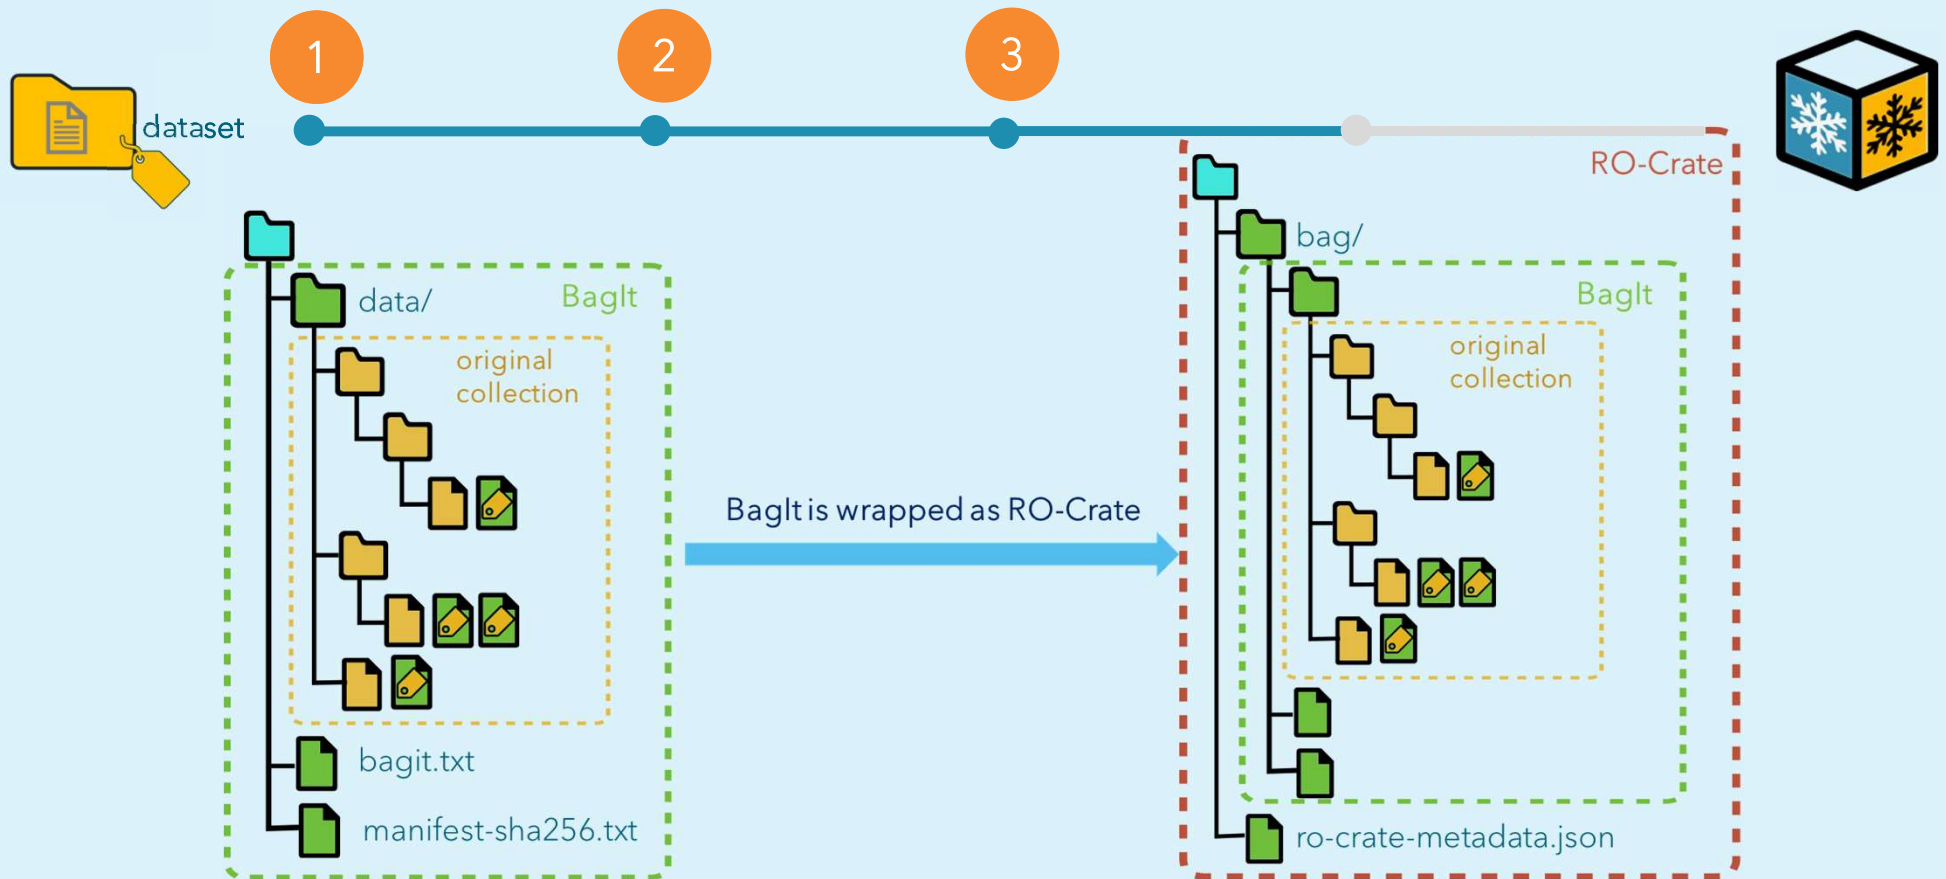 1
2
3
dataset
RO-Crate
bag/
data/
BagIt
BagIt
original
collection
original
collection
BagIt is wrapped as RO-Crate
bagit.txt
manifest-sha256.txt
ro-crate-metadata.json